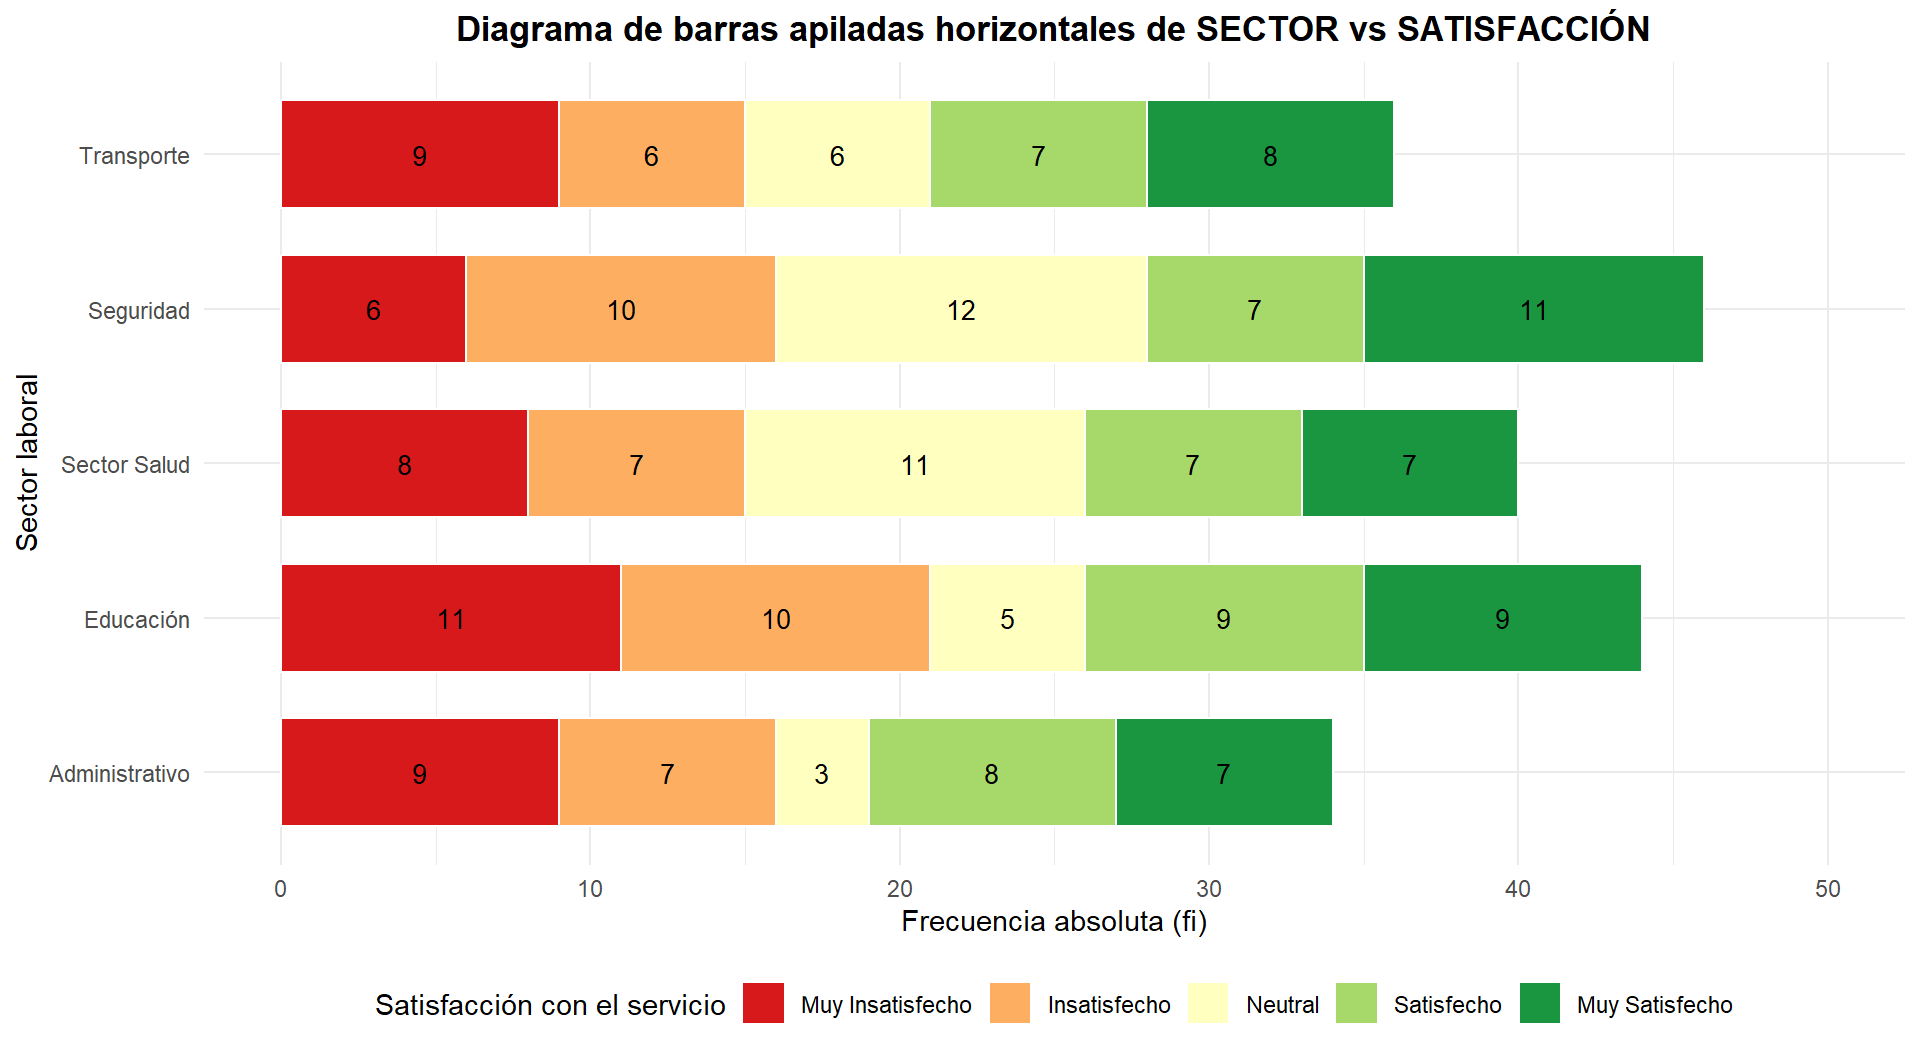 Diagrama de barras apiladas horizontales de SECTOR vs SATISFACCIÓN
Sector laboral
Transporte 9 6 6 7 8
Seguridad 6 10 12 7 11
Sector Salud 8 7 11 7 7
Educación 11 10 5 9 9
Administrativo 9 7 3 8 7
0 10 20 30 40 50
Frecuencia absoluta (fi)
Satisfacción con el servicio Muy Insatisfecho Insatisfecho Neutral Satisfecho Muy Satisfecho